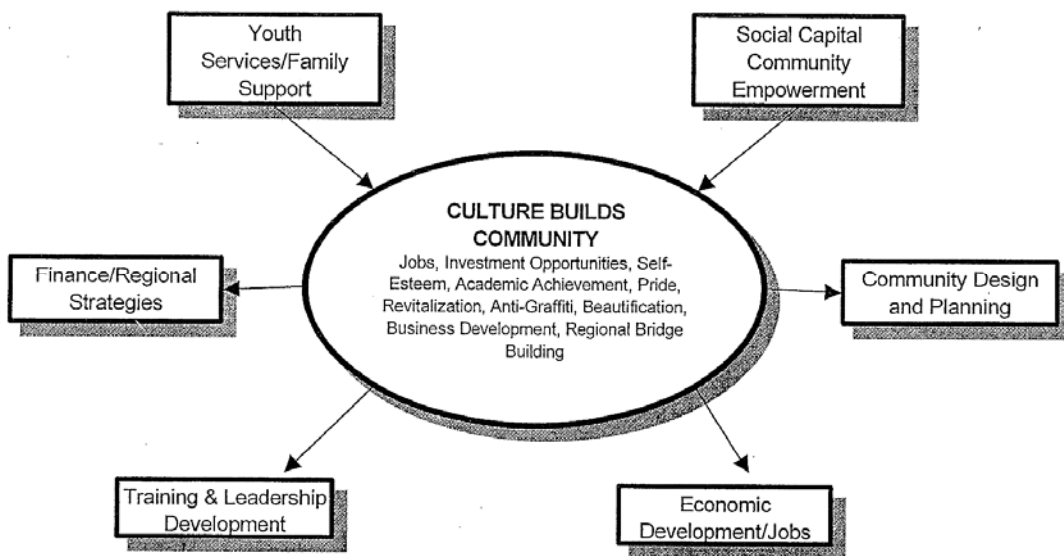 Youth
Services/Family
Support
Social Capital
Community
Empowerment
CULTURE BUILDS
COMMUNITY
Jobs, Investment Opportunities, Self-
Esteem, Academic Achievement, Pride,
Revitalization, Anti-Graffiti, Beautification,
Business Development, Regional Bridge
Building
Finance/Regional
Strategies
Community Design
and Planning
Training & Leadership
Development
Economic
Development/Jobs